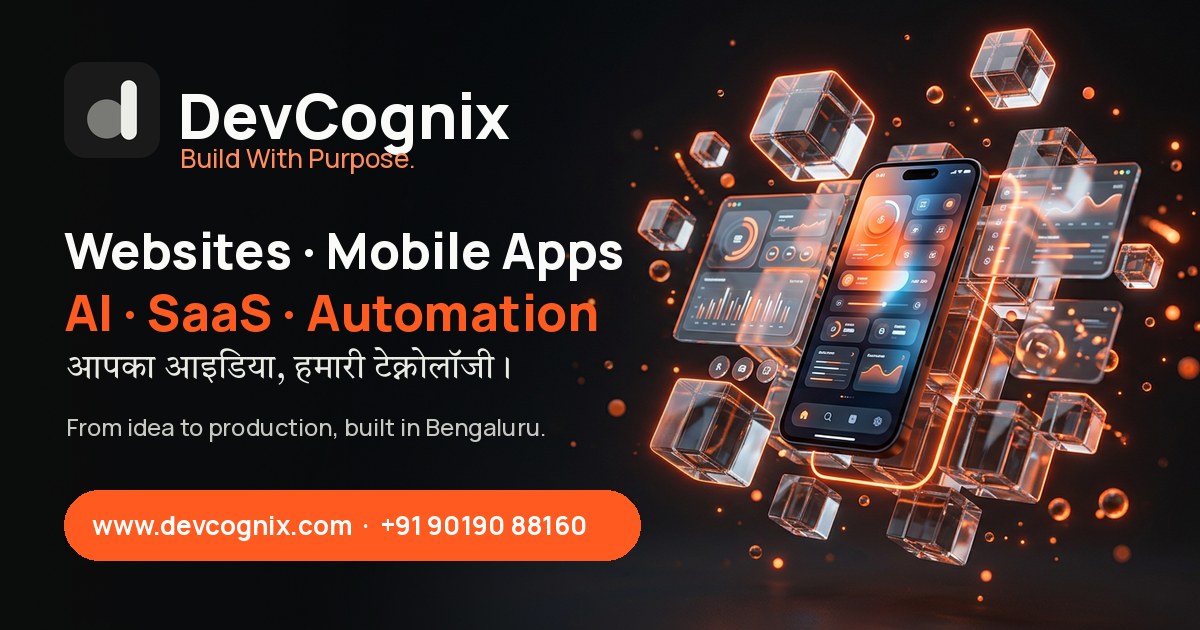 DevCognix
Build With Purpose.
Websites · Mobile Apps
AI · SaaS · Automation
आपका आइडिया, हमारी टेक्नोलॉजी।
From idea to production, built in Bengaluru.
www.devcognix.com · +91 90190 88160